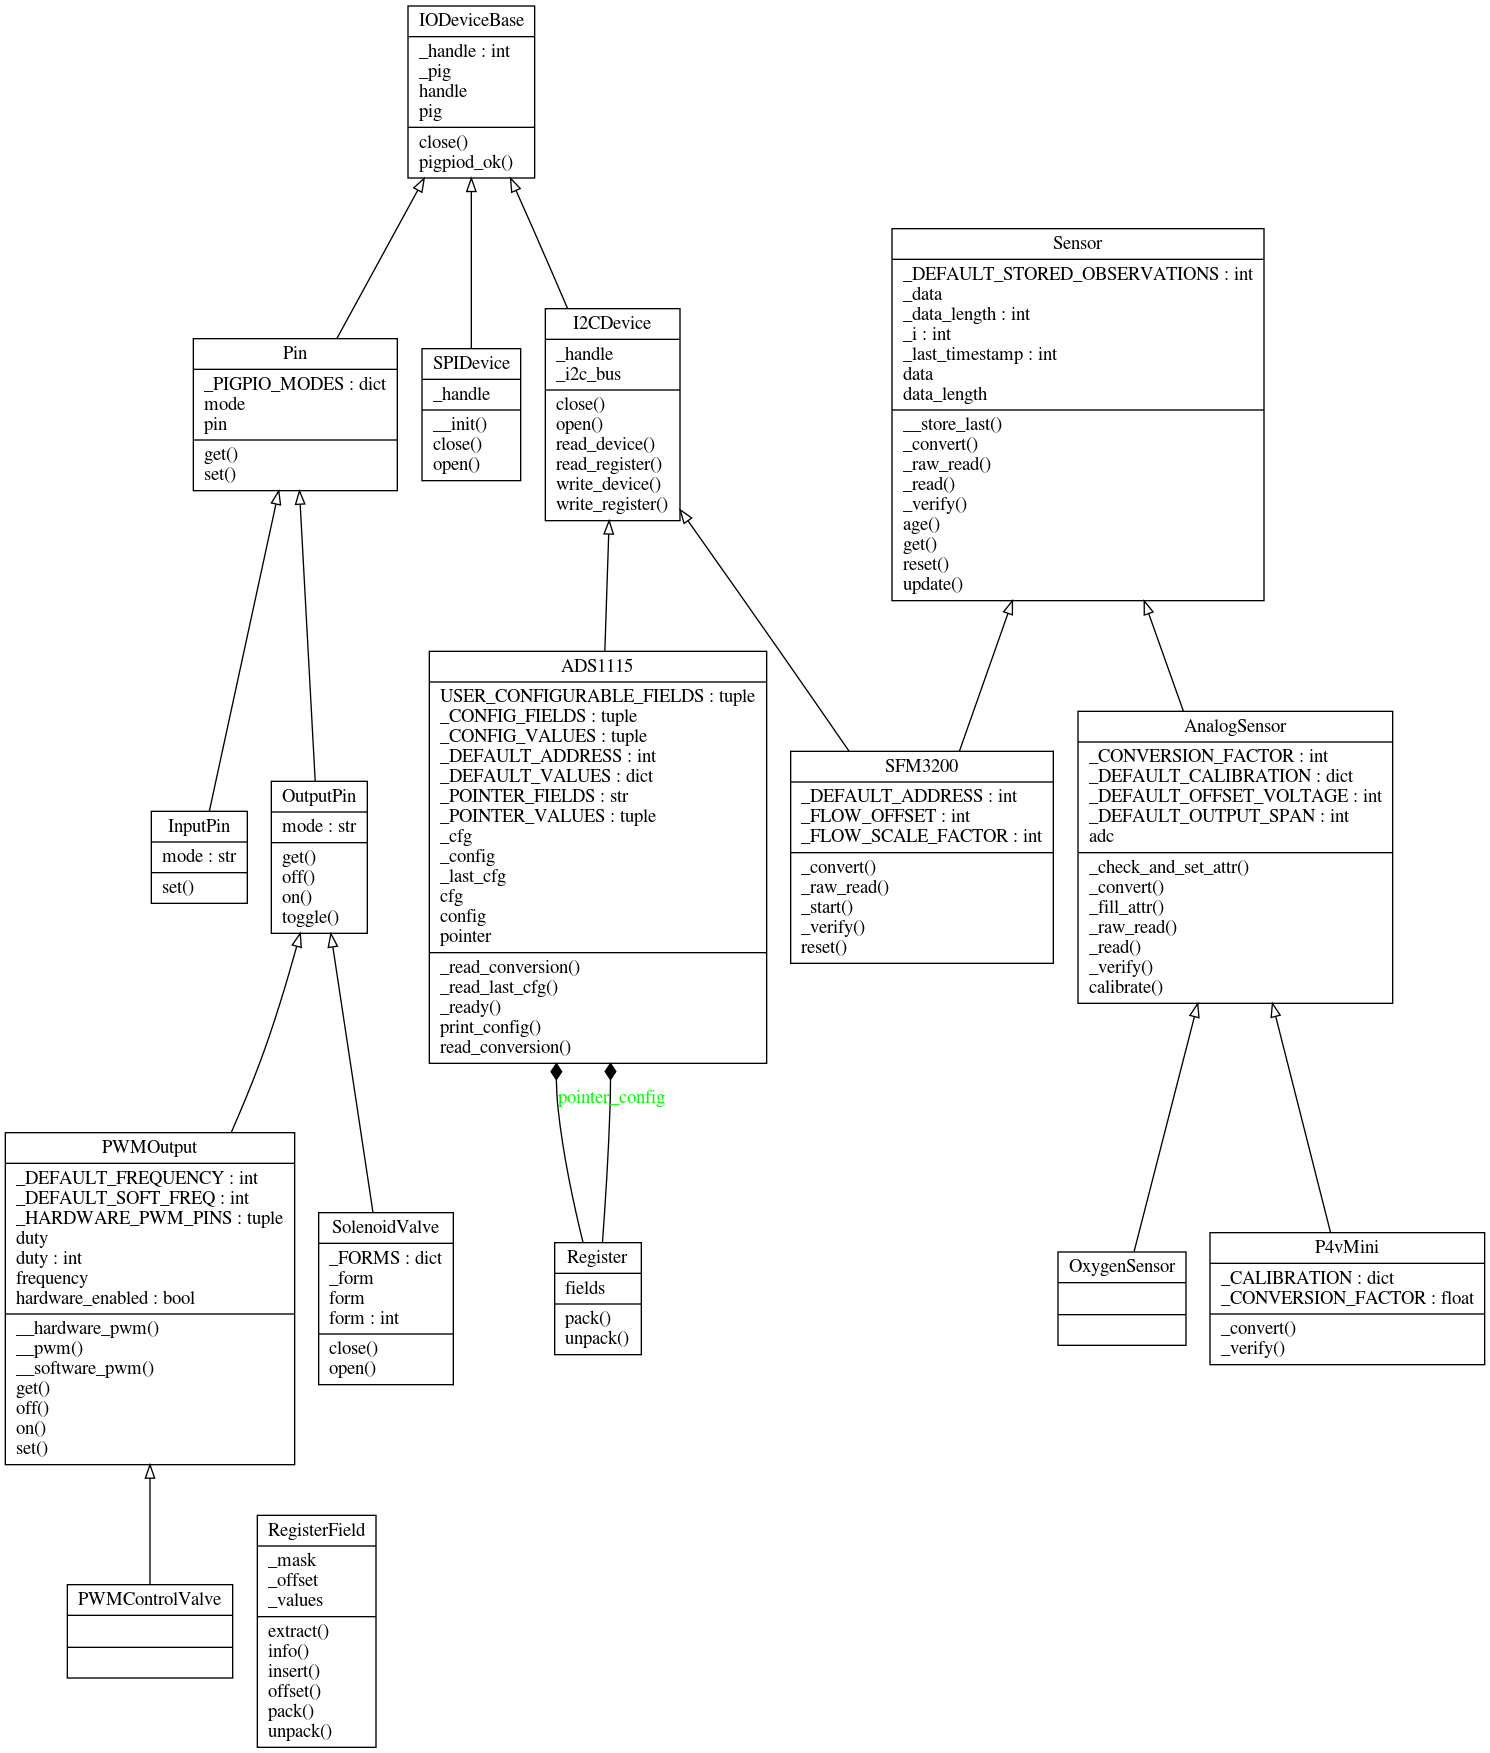 IODeviceBase
_handle : int
_pig
handle
pig
close()
pigpiod_ok()
Sensor
_DEFAULT_STORED_OBSERVATIONS : int
_data
_data_length : int
_i : int
_last_timestamp : int
data
data_length
__store_last()
_convert()
_raw_read()
_read()
_verify()
age()
get()
reset()
update()
Pin
_PIGPIO_MODES : dict
mode
pin
get()
set()
SPIDevice
_handle
__init()
close()
open()
I2CDevice
_handle
_i2c_bus
close()
open()
read_device()
read_register()
write_device()
write_register()
InputPin
mode : str
set()
OutputPin
mode : str
get()
off()
on()
toggle()
ADS1115
USER_CONFIGURABLE_FIELDS : tuple
_CONFIG_FIELDS : tuple
_CONFIG_VALUES : tuple
_DEFAULT_ADDRESS : int
_DEFAULT_VALUES : dict
_POINTER_FIELDS : str
_POINTER_VALUES : tuple
_cfg
_config
_last_cfg
cfg
config
pointer
_read_conversion()
_read_last_cfg()
_ready()
print_config()
read_conversion()
SFM3200
_DEFAULT_ADDRESS : int
_FLOW_OFFSET : int
_FLOW_SCALE_FACTOR : int
_convert()
_raw_read()
_start()
_verify()
reset()
AnalogSensor
_CONVERSION_FACTOR : int
_DEFAULT_CALIBRATION : dict
_DEFAULT_OFFSET_VOLTAGE : int
_DEFAULT_OUTPUT_SPAN : int
adc
_check_and_set_attr()
_convert()
_fill_attr()
_raw_read()
_read()
_verify()
calibrate()
pointer_config
PWMOutput
_DEFAULT_FREQUENCY : int
_DEFAULT_SOFT_FREQ : int
_HARDWARE_PWM_PINS : tuple
duty
duty : int
frequency
hardware_enabled : bool
__hardware_pwm()
__pwm()
__software_pwm()
get()
off()
on()
set()
SolenoidValve
_FORMS : dict
_form
form
form : int
close()
open()
Register
fields
pack()
unpack()
OxygenSensor
P4vMini
_CALIBRATION : dict
_CONVERSION_FACTOR : float
_convert()
_verify()
PWMControlValve
RegisterField
_mask
_offset
_values
extract()
info()
insert()
offset()
pack()
unpack()